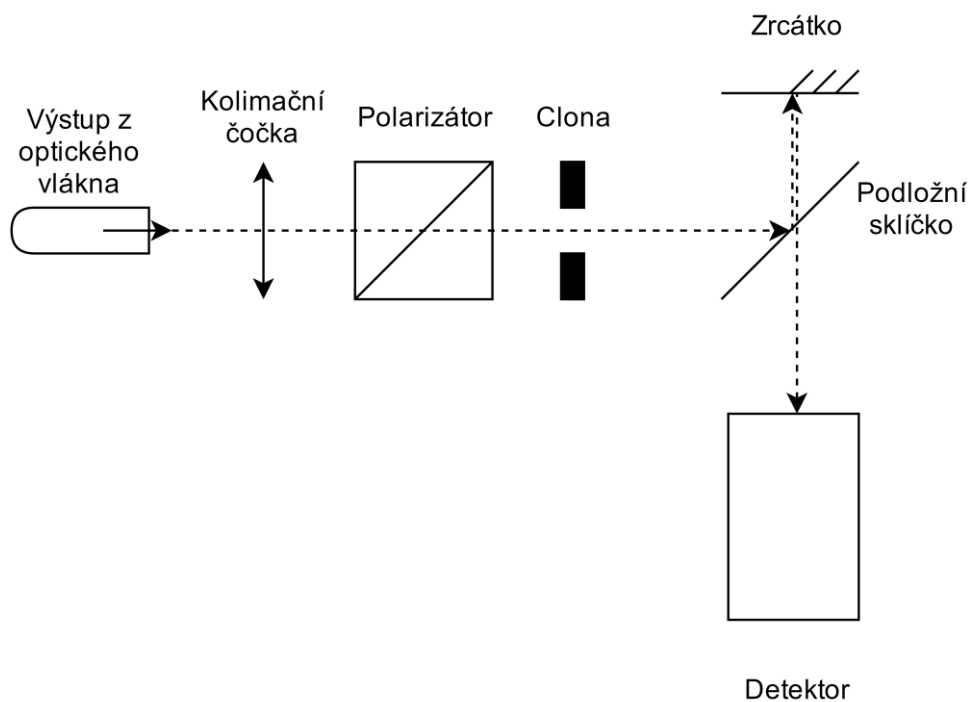 Zrcátko
Kolimační
čočka
Polarizátor
Clona
Výstup z
optického
vlákna
Podložní
sklíčko
Detektor